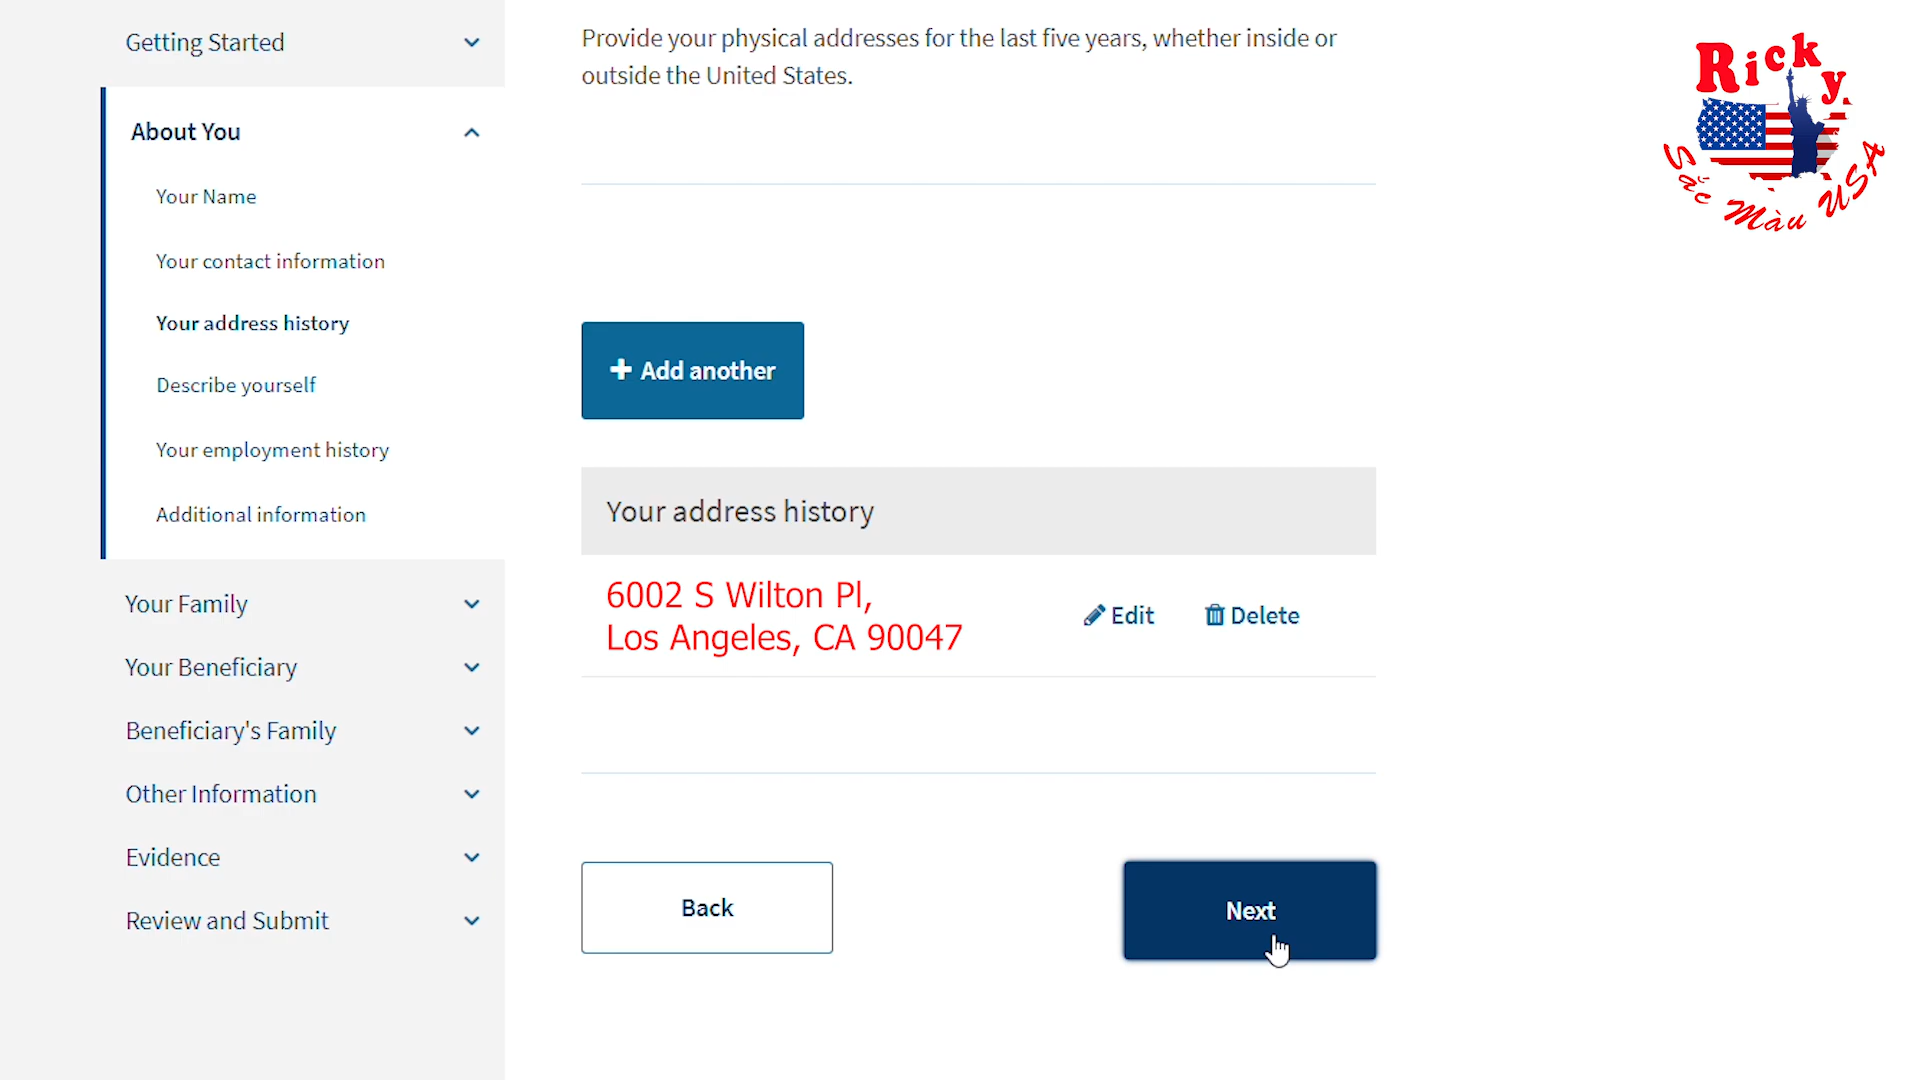 Getting Started
About You
Your Name
Your contact information
Your address history
Describe yourself
Your employment history
Additional information
Your Family
Your Beneficiary
Beneficiary's Family
Other Information
Evidence
Review and Submit
Provide your physical addresses for the last five years, whether inside or
outside the United States.
Add another
Your address history
6002 S Wilton Pl,
Los Angeles, CA 90047
Edit
Delete
Back
Next
Ricky
Sắc Màu USA